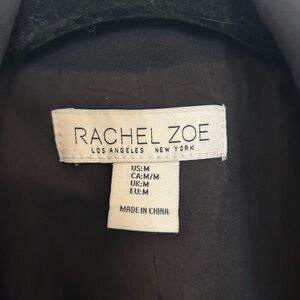 RACHEL ZOE
LOS ANGELES NEW YORK
US:M
CA:M/M
UK:M
EU:M
MADE IN CHINA